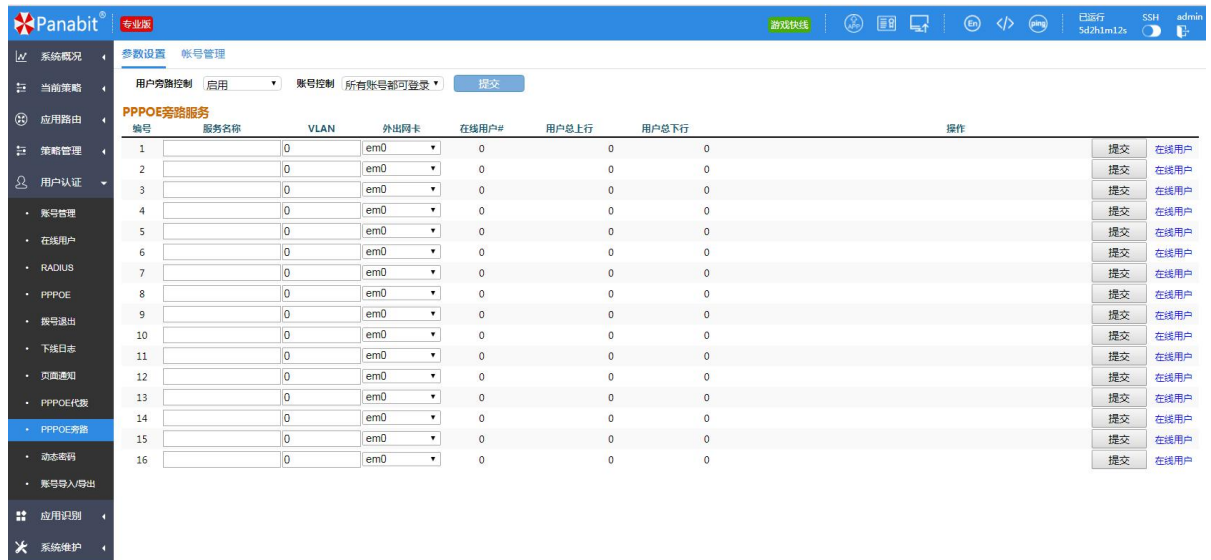 Panabit® 专业版 游戏快线 APP En </> ping 已运行 SSH admin
5d2h1m12s
系统概况
当前策略
应用路由
策略管理
用户认证
账号管理
在线用户
RADIUS
PPPOE
拨号退出
下线日志
页面通知
PPPOE代拨
PPPOE旁路
动态密码
账号导入/导出
应用识别
系统维护
参数设置 帐号管理
用户旁路控制 启用 账号控制 所有账号都可登录 提交
PPPOE旁路服务
编号 服务名称 VLAN 外出网卡 在线用户# 用户总上行 用户总下行 操作
1 0 em0 0 0 0 提交 在线用户
2 0 em0 0 0 0 提交 在线用户
3 0 em0 0 0 0 提交 在线用户
4 0 em0 0 0 0 提交 在线用户
5 0 em0 0 0 0 提交 在线用户
6 0 em0 0 0 0 提交 在线用户
7 0 em0 0 0 0 提交 在线用户
8 0 em0 0 0 0 提交 在线用户
9 0 em0 0 0 0 提交 在线用户
10 0 em0 0 0 0 提交 在线用户
11 0 em0 0 0 0 提交 在线用户
12 0 em0 0 0 0 提交 在线用户
13 0 em0 0 0 0 提交 在线用户
14 0 em0 0 0 0 提交 在线用户
15 0 em0 0 0 0 提交 在线用户
16 0 em0 0 0 0 提交 在线用户